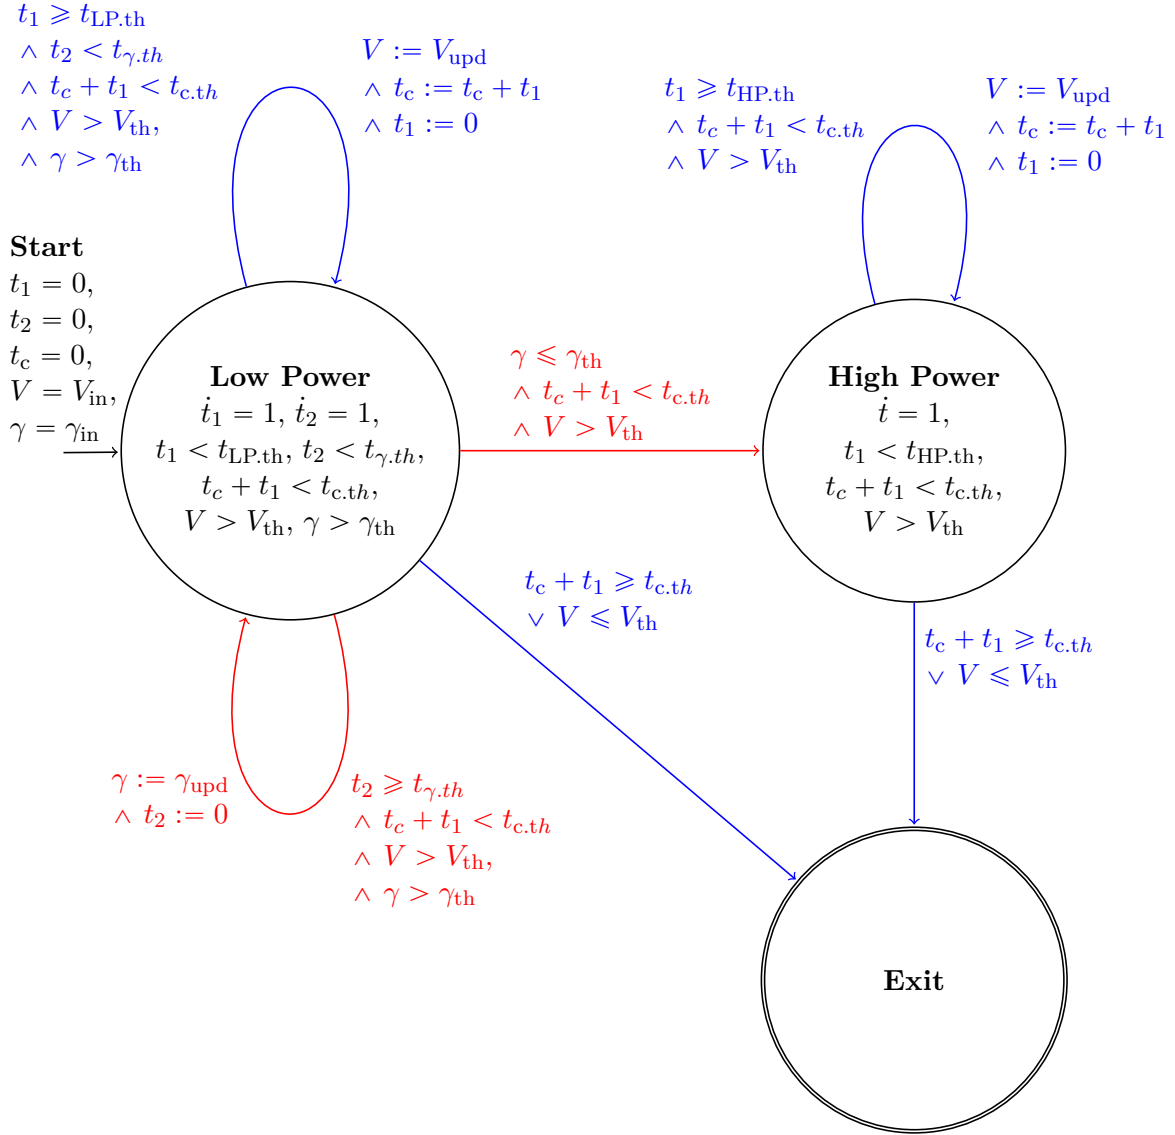 t₁ ⩾ t_LP.th
∧ t₂ < t_γ.th
∧ t_c + t₁ < t_c.th
∧ V > V_th,
∧ γ > γ_th
V := V_upd
∧ t_c := t_c + t₁
∧ t₁ := 0
t₁ ⩾ t_HP.th
∧ t_c + t₁ < t_c.th
∧ V > V_th
V := V_upd
∧ t_c := t_c + t₁
∧ t₁ := 0
Start
t₁ = 0,
t₂ = 0,
t_c = 0,
V = V_in,
γ = γ_in
Low Power
ṫ₁ = 1, ṫ₂ = 1,
t₁ < t_LP.th, t₂ < t_γ.th,
t_c + t₁ < t_c.th,
V > V_th, γ > γ_th
γ ⩽ γ_th
∧ t_c + t₁ < t_c.th
∧ V > V_th
High Power
ṫ = 1,
t₁ < t_HP.th,
t_c + t₁ < t_c.th,
V > V_th
t_c + t₁ ⩾ t_c.th
∨ V ⩽ V_th
t_c + t₁ ⩾ t_c.th
∨ V ⩽ V_th
γ := γ_upd
∧ t₂ := 0
t₂ ⩾ t_γ.th
∧ t_c + t₁ < t_c.th
∧ V > V_th,
∧ γ > γ_th
Exit